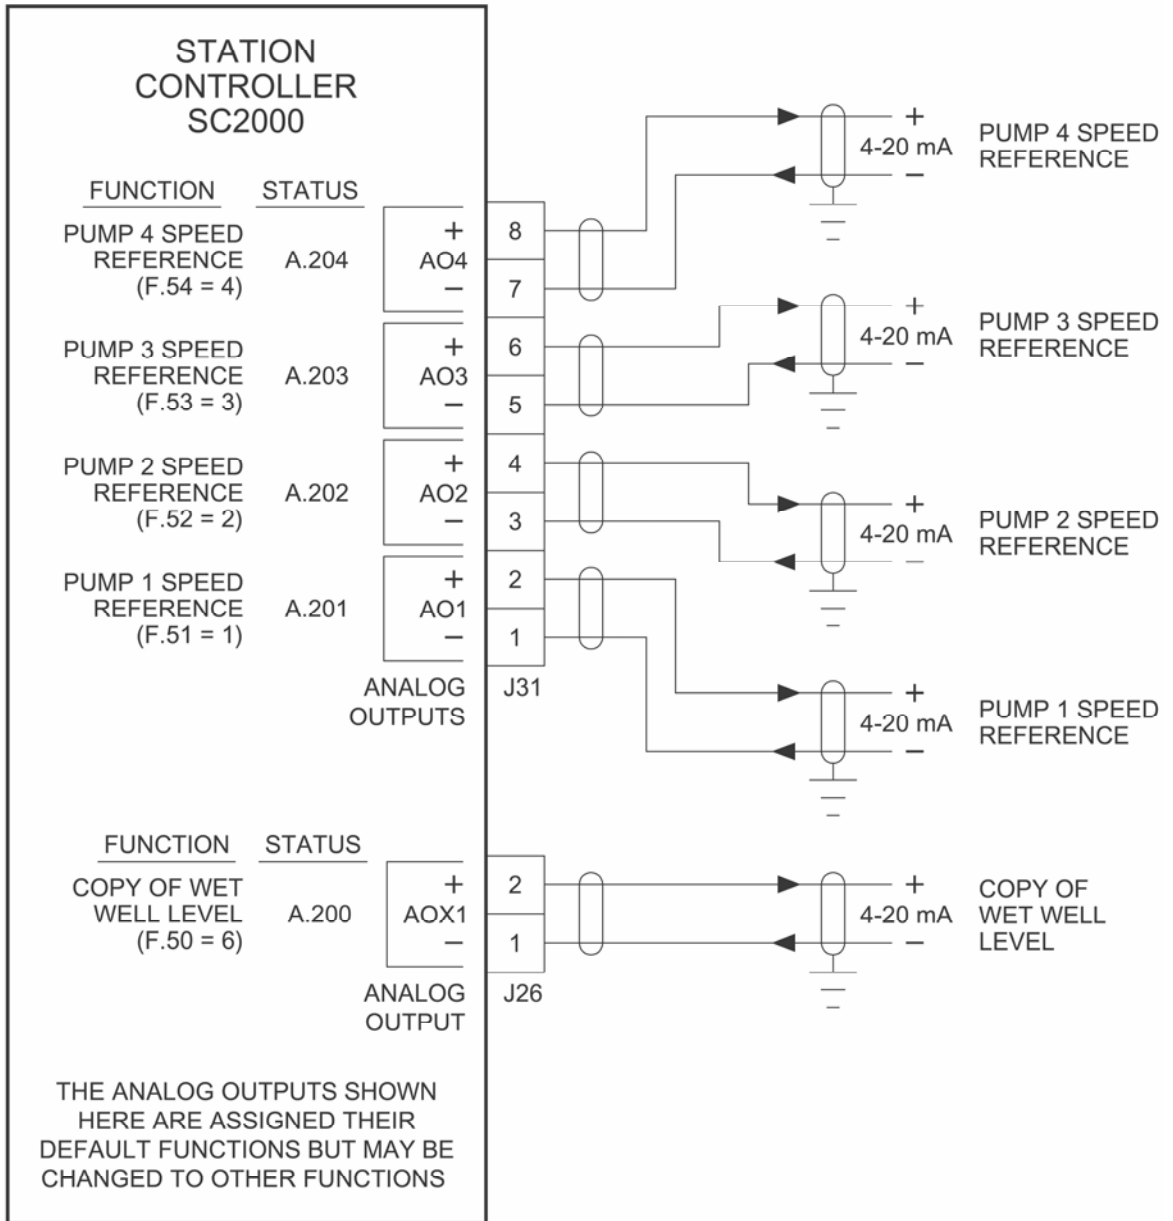 STATION
CONTROLLER
SC2000
FUNCTION STATUS
PUMP 4 SPEED
REFERENCE
(F.54 = 4)
A.204
+
AO4
−
8
7
PUMP 3 SPEED
REFERENCE
(F.53 = 3)
A.203
+
AO3
−
6
5
PUMP 2 SPEED
REFERENCE
(F.52 = 2)
A.202
+
AO2
−
4
3
PUMP 1 SPEED
REFERENCE
(F.51 = 1)
A.201
+
AO1
−
2
1
ANALOG
OUTPUTS
J31
+
4-20 mA
−
PUMP 4 SPEED
REFERENCE
+
4-20 mA
−
PUMP 3 SPEED
REFERENCE
+
4-20 mA
−
PUMP 2 SPEED
REFERENCE
+
4-20 mA
−
PUMP 1 SPEED
REFERENCE
FUNCTION STATUS
COPY OF WET
WELL LEVEL
(F.50 = 6)
A.200
+
AOX1
−
2
1
ANALOG
OUTPUT
J26
+
4-20 mA
−
COPY OF
WET WELL
LEVEL
THE ANALOG OUTPUTS SHOWN
HERE ARE ASSIGNED THEIR
DEFAULT FUNCTIONS BUT MAY BE
CHANGED TO OTHER FUNCTIONS